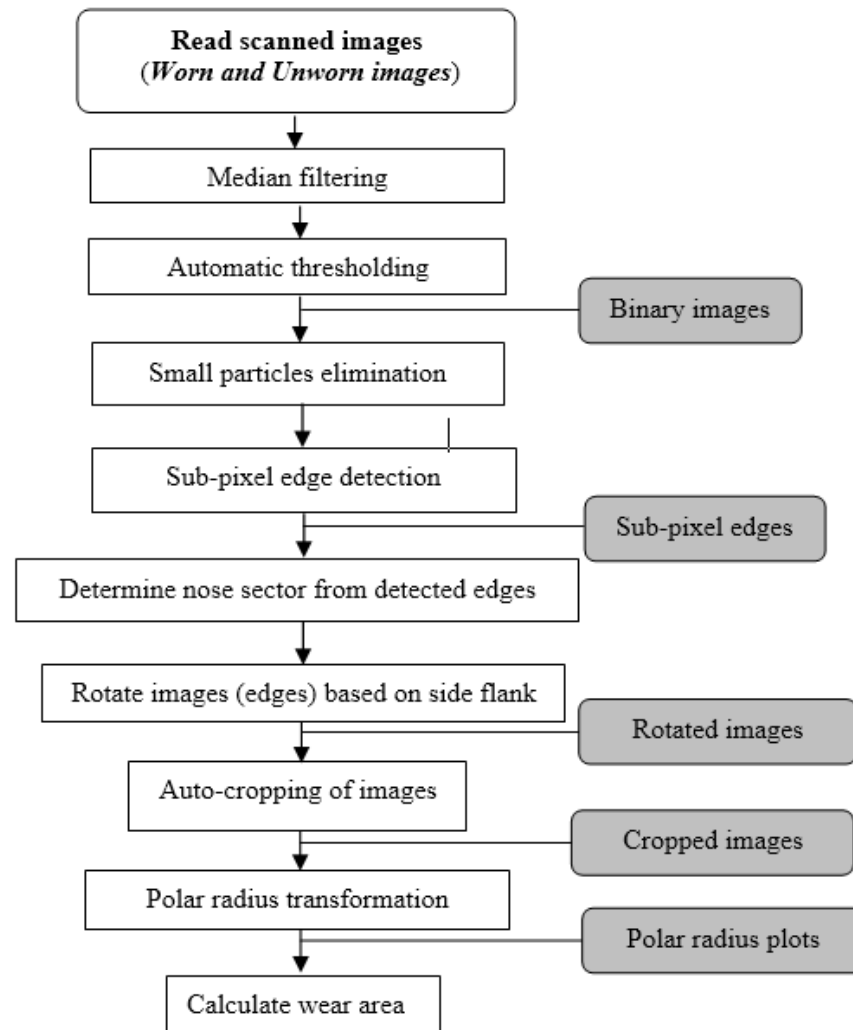 Read scanned images
(Worn and Unworn images)
Median filtering
Automatic thresholding
Binary images
Small particles elimination
Sub-pixel edge detection
Sub-pixel edges
Determine nose sector from detected edges
Rotate images (edges) based on side flank
Rotated images
Auto-cropping of images
Cropped images
Polar radius transformation
Polar radius plots
Calculate wear area